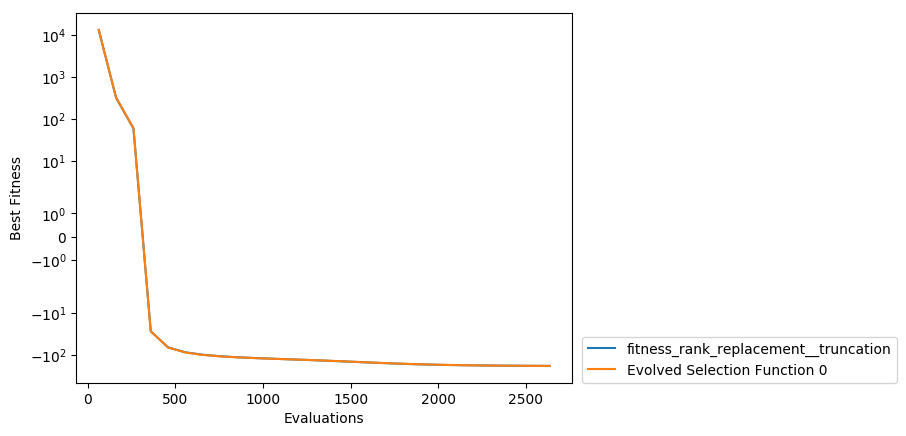 10^4
10^3
10^2
10^1
10^0
0
−10^0
−10^1
−10^2
Best Fitness
0 500 1000 1500 2000 2500
Evaluations
fitness_rank_replacement__truncation
Evolved Selection Function 0